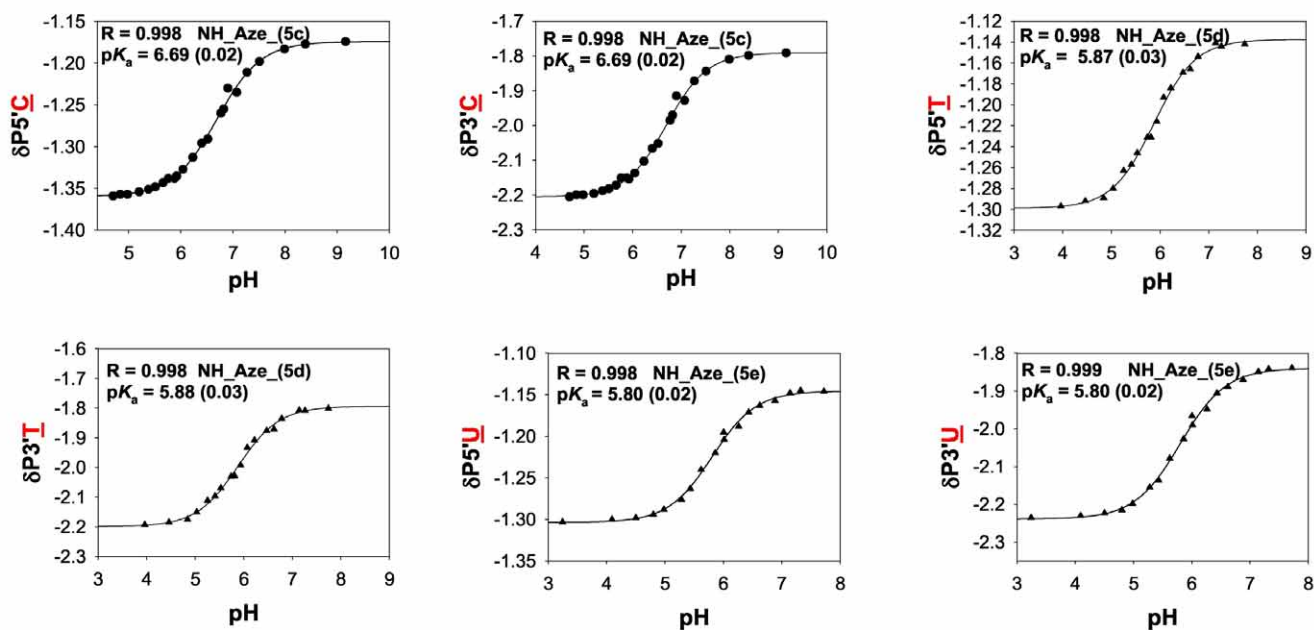 R = 0.998 NH_Aze_(5c)
pKa = 6.69 (0.02)
-1.15
-1.20
-1.25
-1.30
-1.35
-1.40
δP5'C
5 6 7 8 9 10
pH
R = 0.998 NH_Aze_(5c)
pKa = 6.69 (0.02)
-1.7
-1.8
-1.9
-2.0
-2.1
-2.2
-2.3
δP3'C
4 5 6 7 8 9 10
pH
R = 0.998 NH_Aze_(5d)
pKa = 5.87 (0.03)
-1.12
-1.14
-1.16
-1.18
-1.20
-1.22
-1.24
-1.26
-1.28
-1.30
-1.32
δP5'T
3 4 5 6 7 8 9
pH
R = 0.998 NH_Aze_(5d)
pKa = 5.88 (0.03)
-1.6
-1.7
-1.8
-1.9
-2.0
-2.1
-2.2
-2.3
δP3'T
3 4 5 6 7 8 9
pH
R = 0.998 NH_Aze_(5e)
pKa = 5.80 (0.02)
-1.10
-1.15
-1.20
-1.25
-1.30
-1.35
δP5'U
3 4 5 6 7 8
pH
R = 0.999 NH_Aze_(5e)
pKa = 5.80 (0.02)
-1.8
-1.9
-2.0
-2.1
-2.2
-2.3
δP3'U
3 4 5 6 7 8
pH